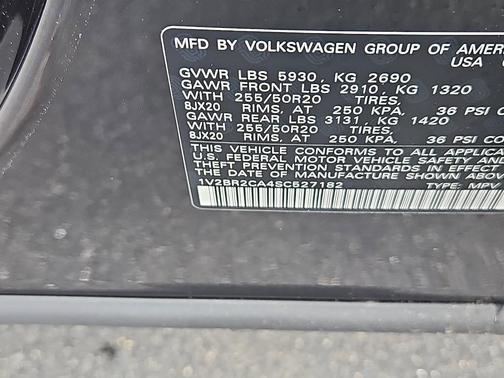 MFD BY VOLKSWAGEN GROUP OF AMER
USA
GVWR LBS 5930, KG 2690
GAWR FRONT LBS 2910, KG 1320
WITH 255/50R20 TIRES,
8JX20 RIMS, AT 250 KPA, 36 PSI CO
GAWR REAR LBS 3131, KG 1420
WITH 255/50R20 TIRES,
8JX20 RIMS, AT 250 KPA, 36 PSI CO
THIS VEHICLE CONFORMS TO ALL APPLICAB
U.S. FEDERAL MOTOR VEHICLE SAFETY AND
THEFT PREVENTION STANDARDS IN EFFECT
THE DATE OF MANUFACTURE SHOWN ABOV
1V2BR2CA4SC527182 TYPE: MPV